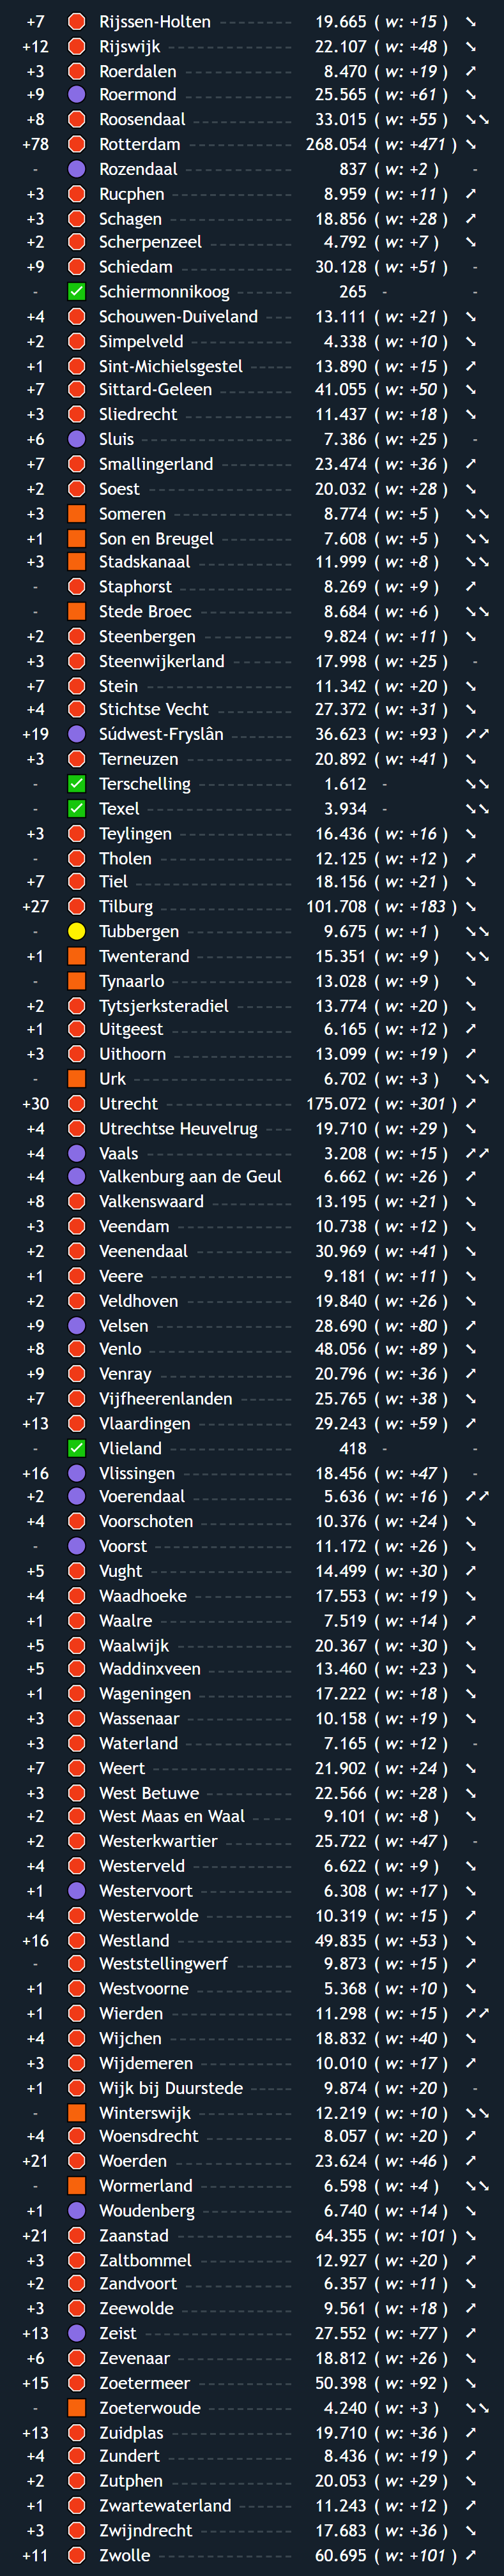 +7 Rijssen-Holten 19.665 ( w: +15 ) ➘
+12 Rijswijk 22.107 ( w: +48 ) ➘
+3 Roerdalen 8.470 ( w: +19 ) ➚
+9 Roermond 25.565 ( w: +61 ) ➘
+8 Roosendaal 33.015 ( w: +55 ) ➘➘
+78 Rotterdam 268.054 ( w: +471 ) ➘
- Rozendaal 837 ( w: +2 ) -
+3 Rucphen 8.959 ( w: +11 ) ➚
+3 Schagen 18.856 ( w: +28 ) ➚
+2 Scherpenzeel 4.792 ( w: +7 ) ➘
+9 Schiedam 30.128 ( w: +51 ) -
- Schiermonnikoog 265 - -
+4 Schouwen-Duiveland 13.111 ( w: +21 ) ➘
+2 Simpelveld 4.338 ( w: +10 ) ➘
+1 Sint-Michielsgestel 13.890 ( w: +15 ) ➚
+7 Sittard-Geleen 41.055 ( w: +50 ) ➘
+3 Sliedrecht 11.437 ( w: +18 ) ➘
+6 Sluis 7.386 ( w: +25 ) -
+7 Smallingerland 23.474 ( w: +36 ) ➚
+2 Soest 20.032 ( w: +28 ) ➘
+3 Someren 8.774 ( w: +5 ) ➘➘
+1 Son en Breugel 7.608 ( w: +5 ) ➘➘
+3 Stadskanaal 11.999 ( w: +8 ) ➘➘
- Staphorst 8.269 ( w: +9 ) ➚
- Stede Broec 8.684 ( w: +6 ) ➘➘
+2 Steenbergen 9.824 ( w: +11 ) ➘
+3 Steenwijkerland 17.998 ( w: +25 ) -
+7 Stein 11.342 ( w: +20 ) ➘
+4 Stichtse Vecht 27.372 ( w: +31 ) ➘
+19 Súdwest-Fryslân 36.623 ( w: +93 ) ➚➚
+3 Terneuzen 20.892 ( w: +41 ) ➘
- Terschelling 1.612 - ➘➘
- Texel 3.934 - ➘➘
+3 Teylingen 16.436 ( w: +16 ) ➘
- Tholen 12.125 ( w: +12 ) ➚
+7 Tiel 18.156 ( w: +21 ) ➘
+27 Tilburg 101.708 ( w: +183 ) ➘
- Tubbergen 9.675 ( w: +1 ) ➘➘
+1 Twenterand 15.351 ( w: +9 ) ➘➘
- Tynaarlo 13.028 ( w: +9 ) ➘
+2 Tytsjerksteradiel 13.774 ( w: +20 ) ➘
+1 Uitgeest 6.165 ( w: +12 ) ➚
+3 Uithoorn 13.099 ( w: +19 ) ➚
- Urk 6.702 ( w: +3 ) ➘➘
+30 Utrecht 175.072 ( w: +301 ) ➚
+4 Utrechtse Heuvelrug 19.710 ( w: +29 ) ➘
+4 Vaals 3.208 ( w: +15 ) ➚➚
+4 Valkenburg aan de Geul 6.662 ( w: +26 ) ➚
+8 Valkenswaard 13.195 ( w: +21 ) ➘
+3 Veendam 10.738 ( w: +12 ) ➘
+2 Veenendaal 30.969 ( w: +41 ) ➘
+1 Veere 9.181 ( w: +11 ) ➘
+2 Veldhoven 19.840 ( w: +26 ) ➘
+9 Velsen 28.690 ( w: +80 ) ➚
+8 Venlo 48.056 ( w: +89 ) ➘
+9 Venray 20.796 ( w: +36 ) ➚
+7 Vijfheerenlanden 25.765 ( w: +38 ) ➘
+13 Vlaardingen 29.243 ( w: +59 ) ➚
- Vlieland 418 - -
+16 Vlissingen 18.456 ( w: +47 ) -
+2 Voerendaal 5.636 ( w: +16 ) ➚➚
+4 Voorschoten 10.376 ( w: +24 ) ➘
- Voorst 11.172 ( w: +26 ) ➘
+5 Vught 14.499 ( w: +30 ) ➚
+4 Waadhoeke 17.553 ( w: +19 ) ➘
+1 Waalre 7.519 ( w: +14 ) ➚
+5 Waalwijk 20.367 ( w: +30 ) ➘
+5 Waddinxveen 13.460 ( w: +23 ) ➘
+1 Wageningen 17.222 ( w: +18 ) ➘
+3 Wassenaar 10.158 ( w: +19 ) ➘
+3 Waterland 7.165 ( w: +12 ) -
+7 Weert 21.902 ( w: +24 ) ➘
+3 West Betuwe 22.566 ( w: +28 ) ➘
+2 West Maas en Waal 9.101 ( w: +8 ) ➘
+2 Westerkwartier 25.722 ( w: +47 ) -
+4 Westerveld 6.622 ( w: +9 ) ➘
+1 Westervoort 6.308 ( w: +17 ) ➘
+4 Westerwolde 10.319 ( w: +15 ) ➚
+16 Westland 49.835 ( w: +53 ) ➘
- Weststellingwerf 9.873 ( w: +15 ) ➚
+1 Westvoorne 5.368 ( w: +10 ) ➘
+1 Wierden 11.298 ( w: +15 ) ➚➚
+4 Wijchen 18.832 ( w: +40 ) ➘
+3 Wijdemeren 10.010 ( w: +17 ) ➚
+1 Wijk bij Duurstede 9.874 ( w: +20 ) -
- Winterswijk 12.219 ( w: +10 ) ➘➘
+4 Woensdrecht 8.057 ( w: +20 ) ➚
+21 Woerden 23.624 ( w: +46 ) ➚
- Wormerland 6.598 ( w: +4 ) ➘➘
+1 Woudenberg 6.740 ( w: +14 ) ➘
+21 Zaanstad 64.355 ( w: +101 ) ➘
+3 Zaltbommel 12.927 ( w: +20 ) ➚
+2 Zandvoort 6.357 ( w: +11 ) ➘
+3 Zeewolde 9.561 ( w: +18 ) ➚
+13 Zeist 27.552 ( w: +77 ) ➚
+6 Zevenaar 18.812 ( w: +26 ) ➘
+15 Zoetermeer 50.398 ( w: +92 ) ➘
- Zoeterwoude 4.240 ( w: +3 ) ➘➘
+13 Zuidplas 19.710 ( w: +36 ) ➚
+4 Zundert 8.436 ( w: +19 ) ➚
+2 Zutphen 20.053 ( w: +29 ) ➘
+1 Zwartewaterland 11.243 ( w: +12 ) ➚
+3 Zwijndrecht 17.683 ( w: +36 ) ➘
+11 Zwolle 60.695 ( w: +101 ) ➚